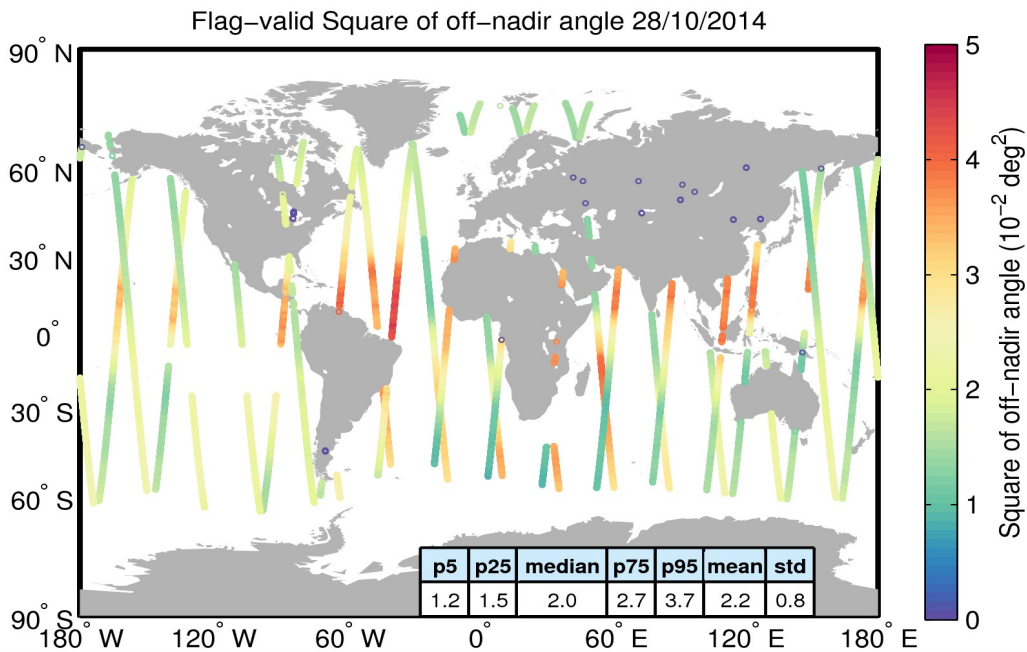 Flag−valid Square of off−nadir angle 28/10/2014
90° N
60° N
30° N
0°
30° S
60° S
90° S
180° W
120° W
60° W
0°
60° E
120° E
180° E
p5 p25 median p75 p95 mean std
1.2 1.5 2.0 2.7 3.7 2.2 0.8
5
4
3
2
1
0
Square of off−nadir angle (10⁻² deg²)